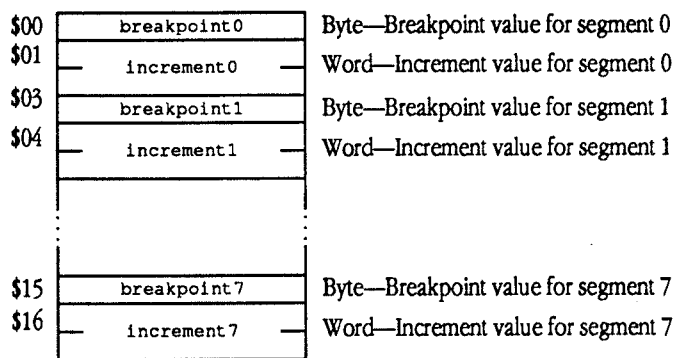 $00 breakpoint0 Byte—Breakpoint value for segment 0
$01 increment0 Word—Increment value for segment 0
$03 breakpoint1 Byte—Breakpoint value for segment 1
$04 increment1 Word—Increment value for segment 1
$15 breakpoint7 Byte—Breakpoint value for segment 7
$16 increment7 Word—Increment value for segment 7